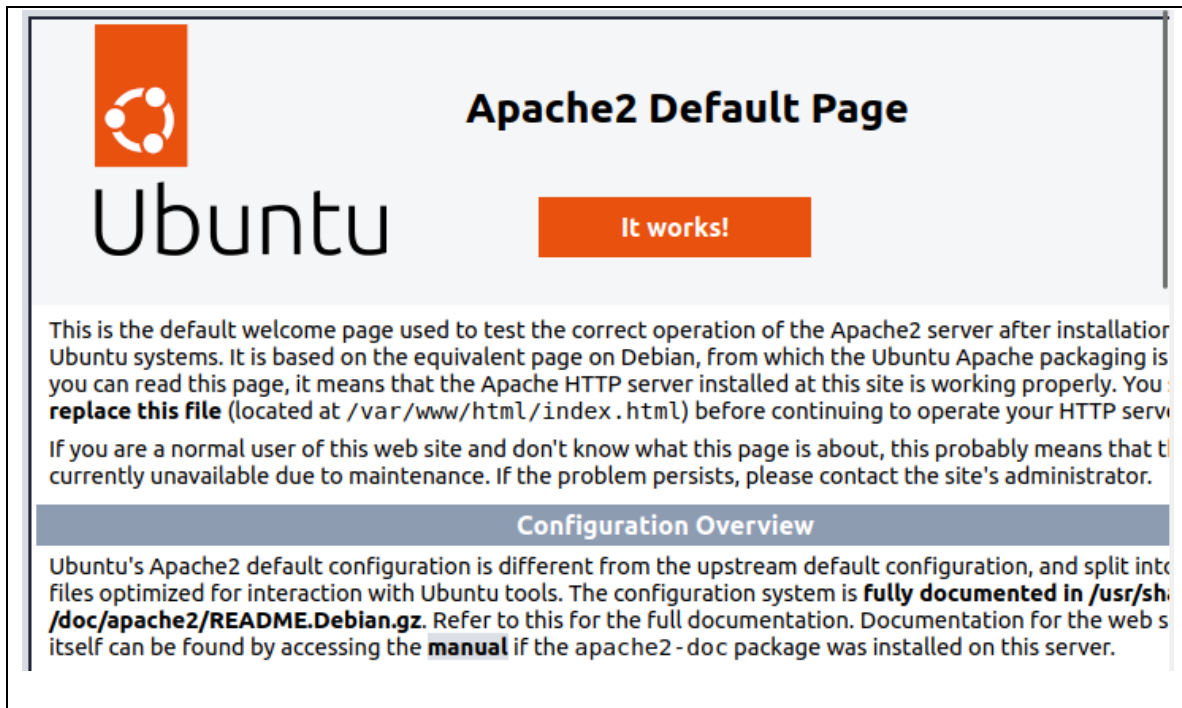 Apache2 Default Page
Ubuntu
It works!
This is the default welcome page used to test the correct operation of the Apache2 server after installation
Ubuntu systems. It is based on the equivalent page on Debian, from which the Ubuntu Apache packaging is
you can read this page, it means that the Apache HTTP server installed at this site is working properly. You
replace this file (located at /var/www/html/index.html) before continuing to operate your HTTP serv
If you are a normal user of this web site and don't know what this page is about, this probably means that
currently unavailable due to maintenance. If the problem persists, please contact the site's administrator.
Configuration Overview
Ubuntu's Apache2 default configuration is different from the upstream default configuration, and split into
files optimized for interaction with Ubuntu tools. The configuration system is fully documented in /usr/sh
/doc/apache2/README.Debian.gz. Refer to this for the full documentation. Documentation for the web s
itself can be found by accessing the manual if the apache2-doc package was installed on this server.